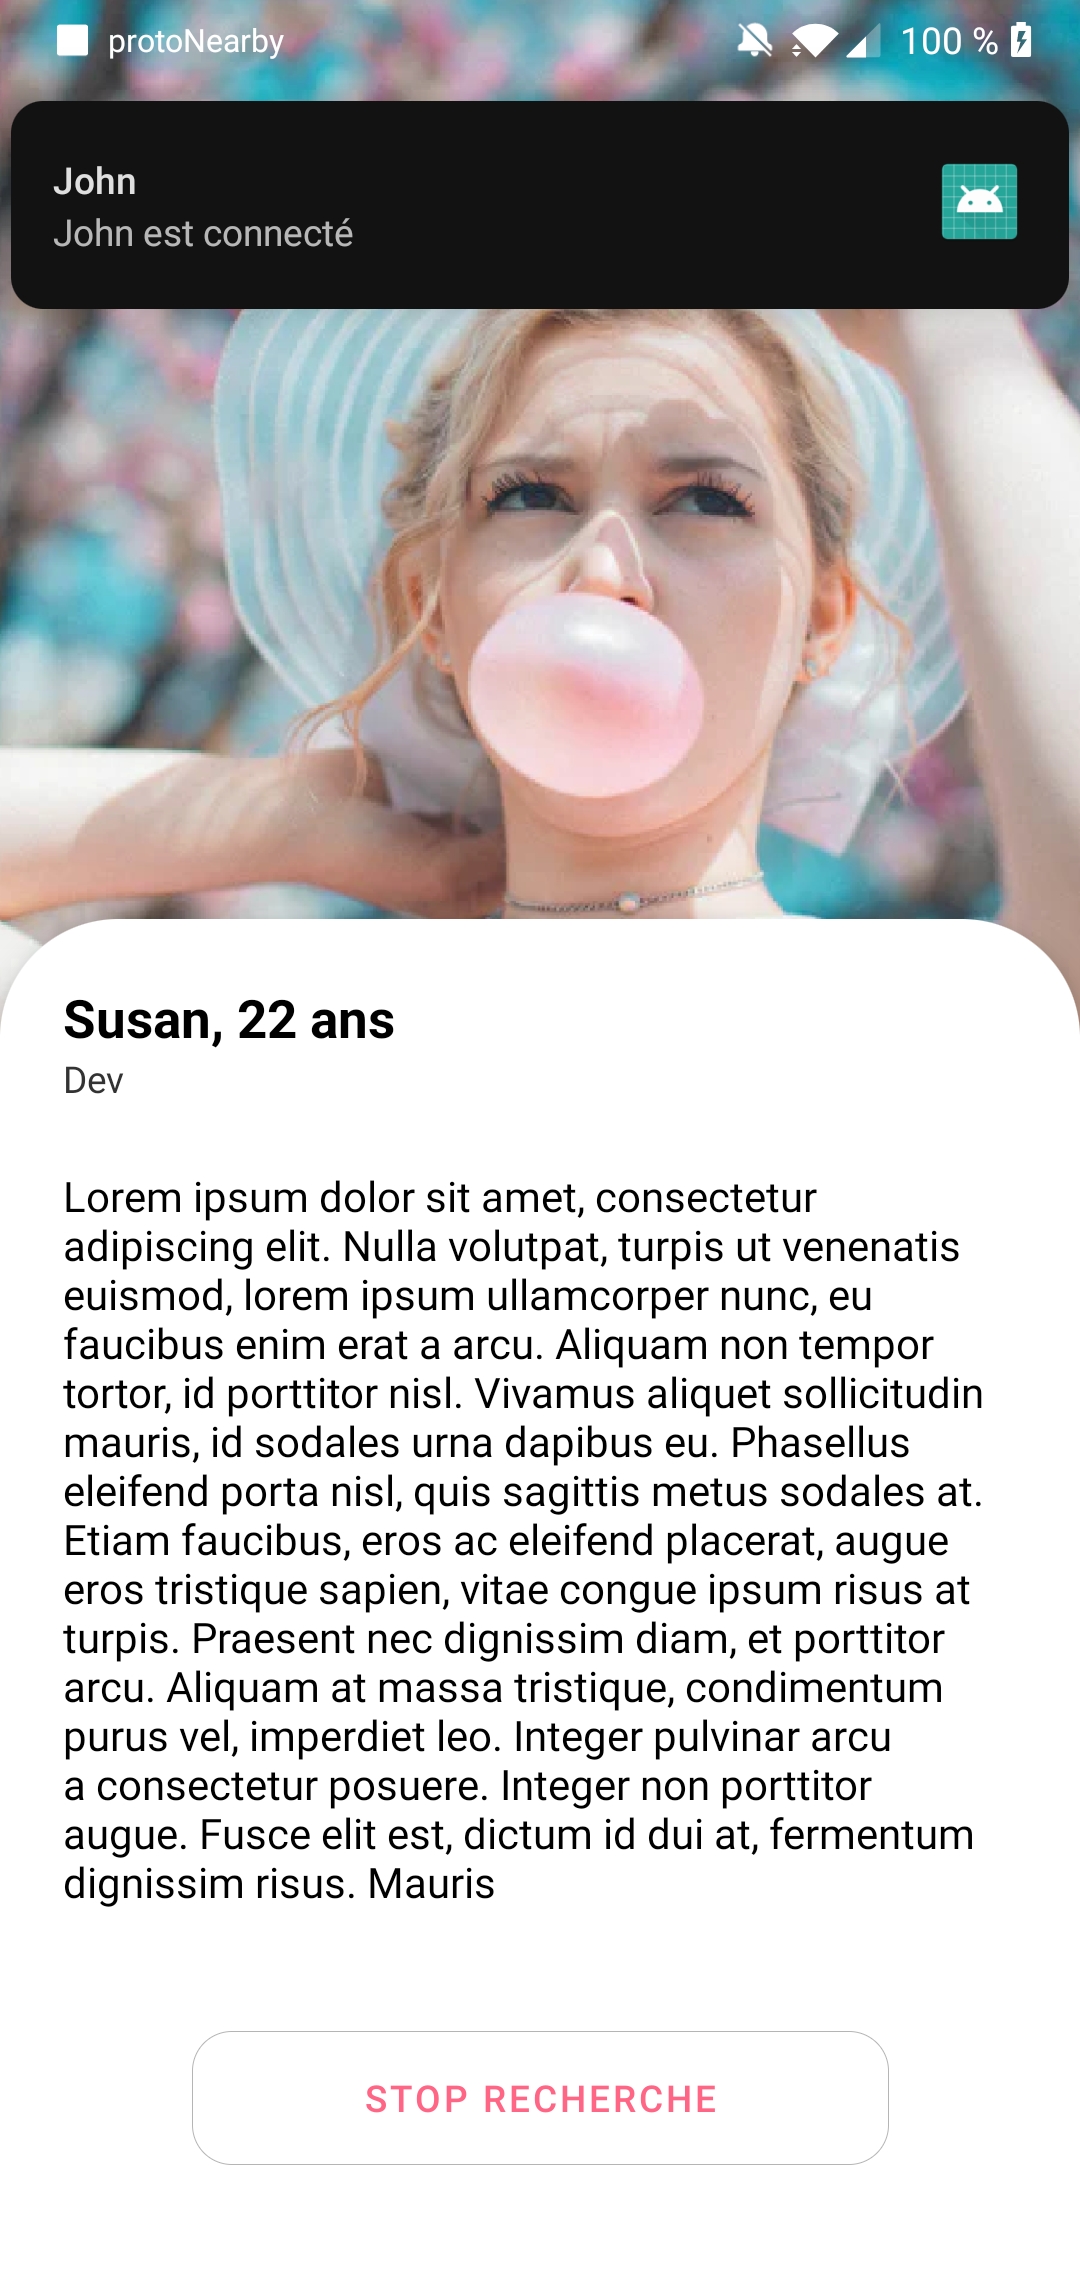 protoNearby 100 %
John
John est connecté
Susan, 22 ans
Dev
Lorem ipsum dolor sit amet, consectetur
adipiscing elit. Nulla volutpat, turpis ut venenatis
euismod, lorem ipsum ullamcorper nunc, eu
faucibus enim erat a arcu. Aliquam non tempor
tortor, id porttitor nisl. Vivamus aliquet sollicitudin
mauris, id sodales urna dapibus eu. Phasellus
eleifend porta nisl, quis sagittis metus sodales at.
Etiam faucibus, eros ac eleifend placerat, augue
eros tristique sapien, vitae congue ipsum risus at
turpis. Praesent nec dignissim diam, et porttitor
arcu. Aliquam at massa tristique, condimentum
purus vel, imperdiet leo. Integer pulvinar arcu
a consectetur posuere. Integer non porttitor
augue. Fusce elit est, dictum id dui at, fermentum
dignissim risus. Mauris
STOP RECHERCHE